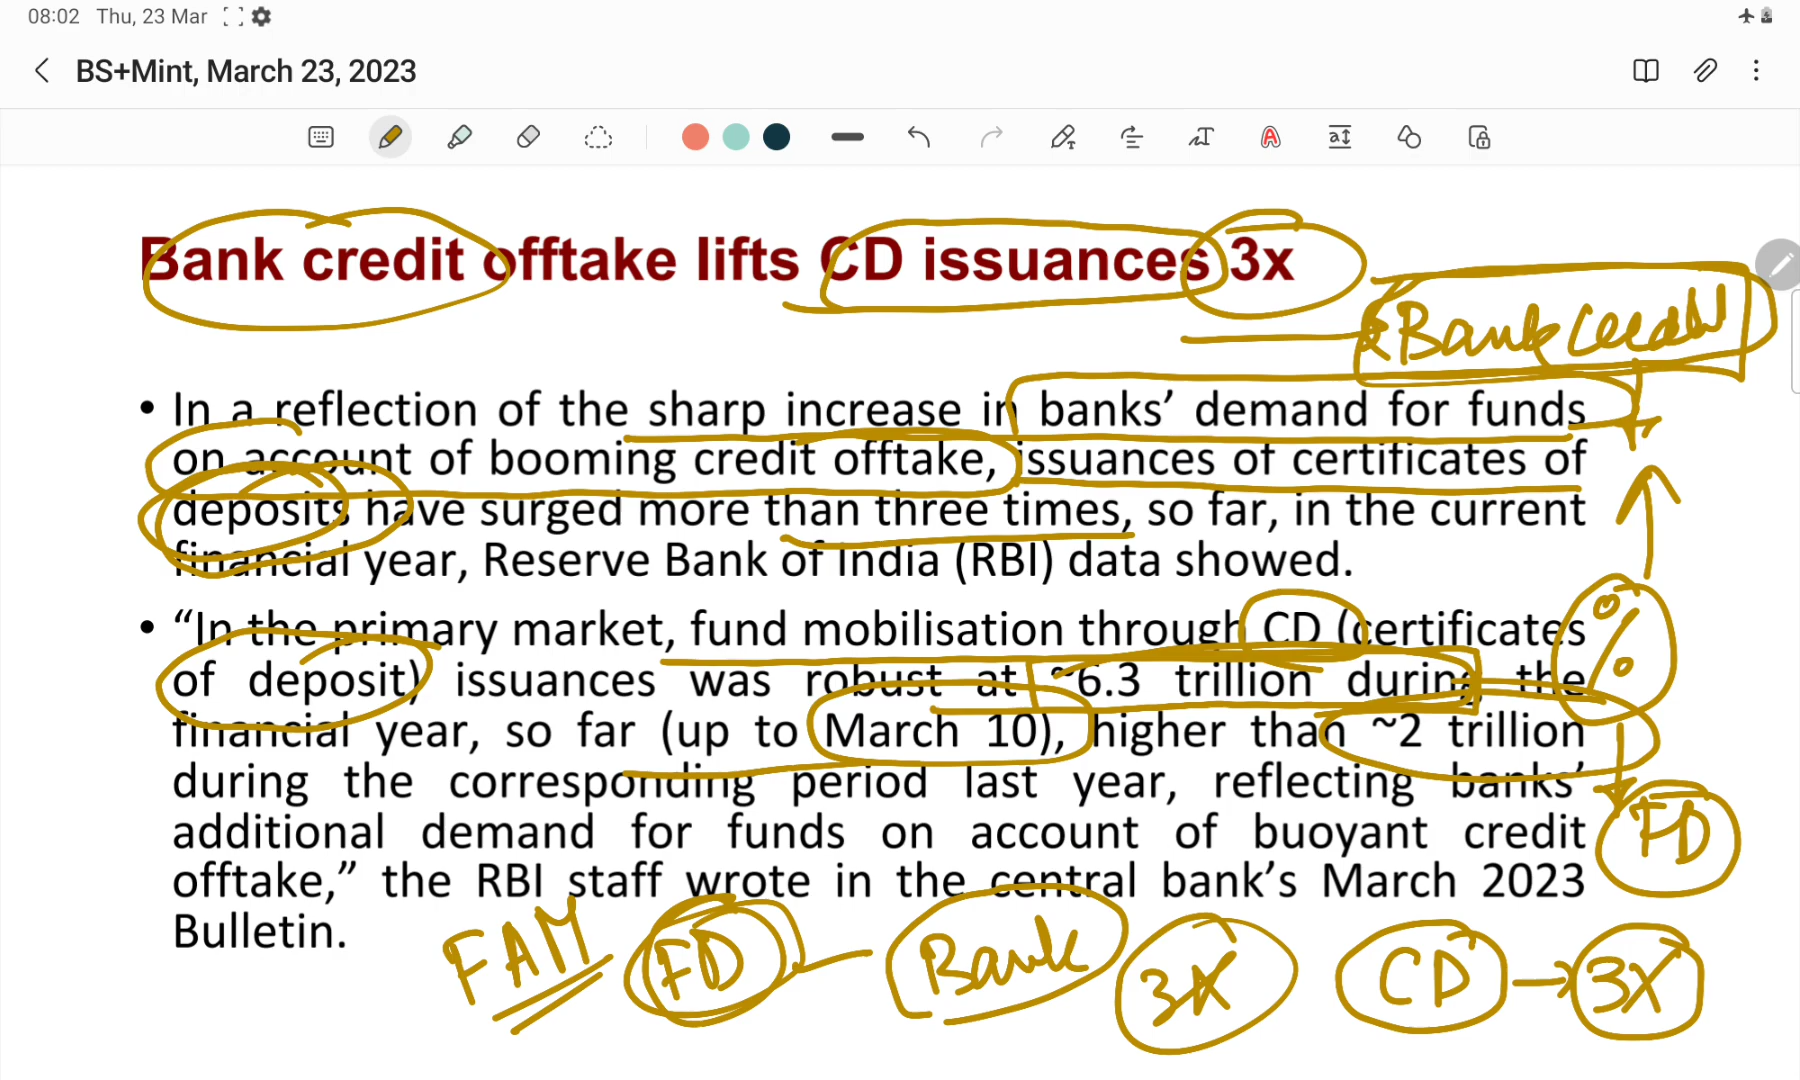 08:02 Thu, 23 Mar
BS+Mint, March 23, 2023
Bank credit offtake lifts CD issuances 3x
Bank credit
• In a reflection of the sharp increase in banks’ demand for funds
on account of booming credit offtake, issuances of certificates of
deposits have surged more than three times, so far, in the current
financial year, Reserve Bank of India (RBI) data showed.
%
• “In the primary market, fund mobilisation through CD (certificates
of deposit) issuances was robust at ~6.3 trillion during the
financial year, so far (up to March 10), higher than ~2 trillion
during the corresponding period last year, reflecting banks’
additional demand for funds on account of buoyant credit
FD
offtake,” the RBI staff wrote in the central bank’s March 2023
Bulletin.
FAM FD Bank 3X CD → 3X